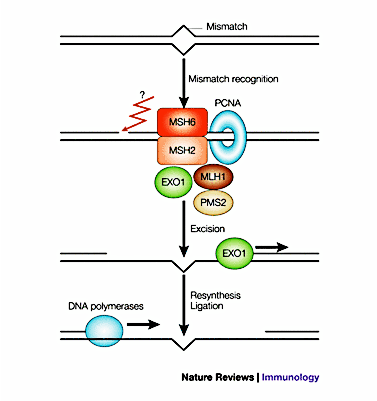 Mismatch
Mismatch recognition
?
PCNA
MSH6
MSH2
EXO1
MLH1
PMS2
Excision
EXO1
Resynthesis
Ligation
DNA polymerases
Nature Reviews | Immunology